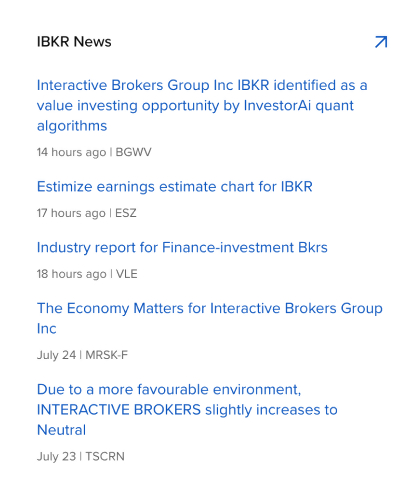 IBKR News
Interactive Brokers Group Inc IBKR identified as a
value investing opportunity by InvestorAi quant
algorithms
14 hours ago | BGWV
Estimize earnings estimate chart for IBKR
17 hours ago | ESZ
Industry report for Finance-investment Bkrs
18 hours ago | VLE
The Economy Matters for Interactive Brokers Group
Inc
July 24 | MRSK-F
Due to a more favourable environment,
INTERACTIVE BROKERS slightly increases to
Neutral
July 23 | TSCRN